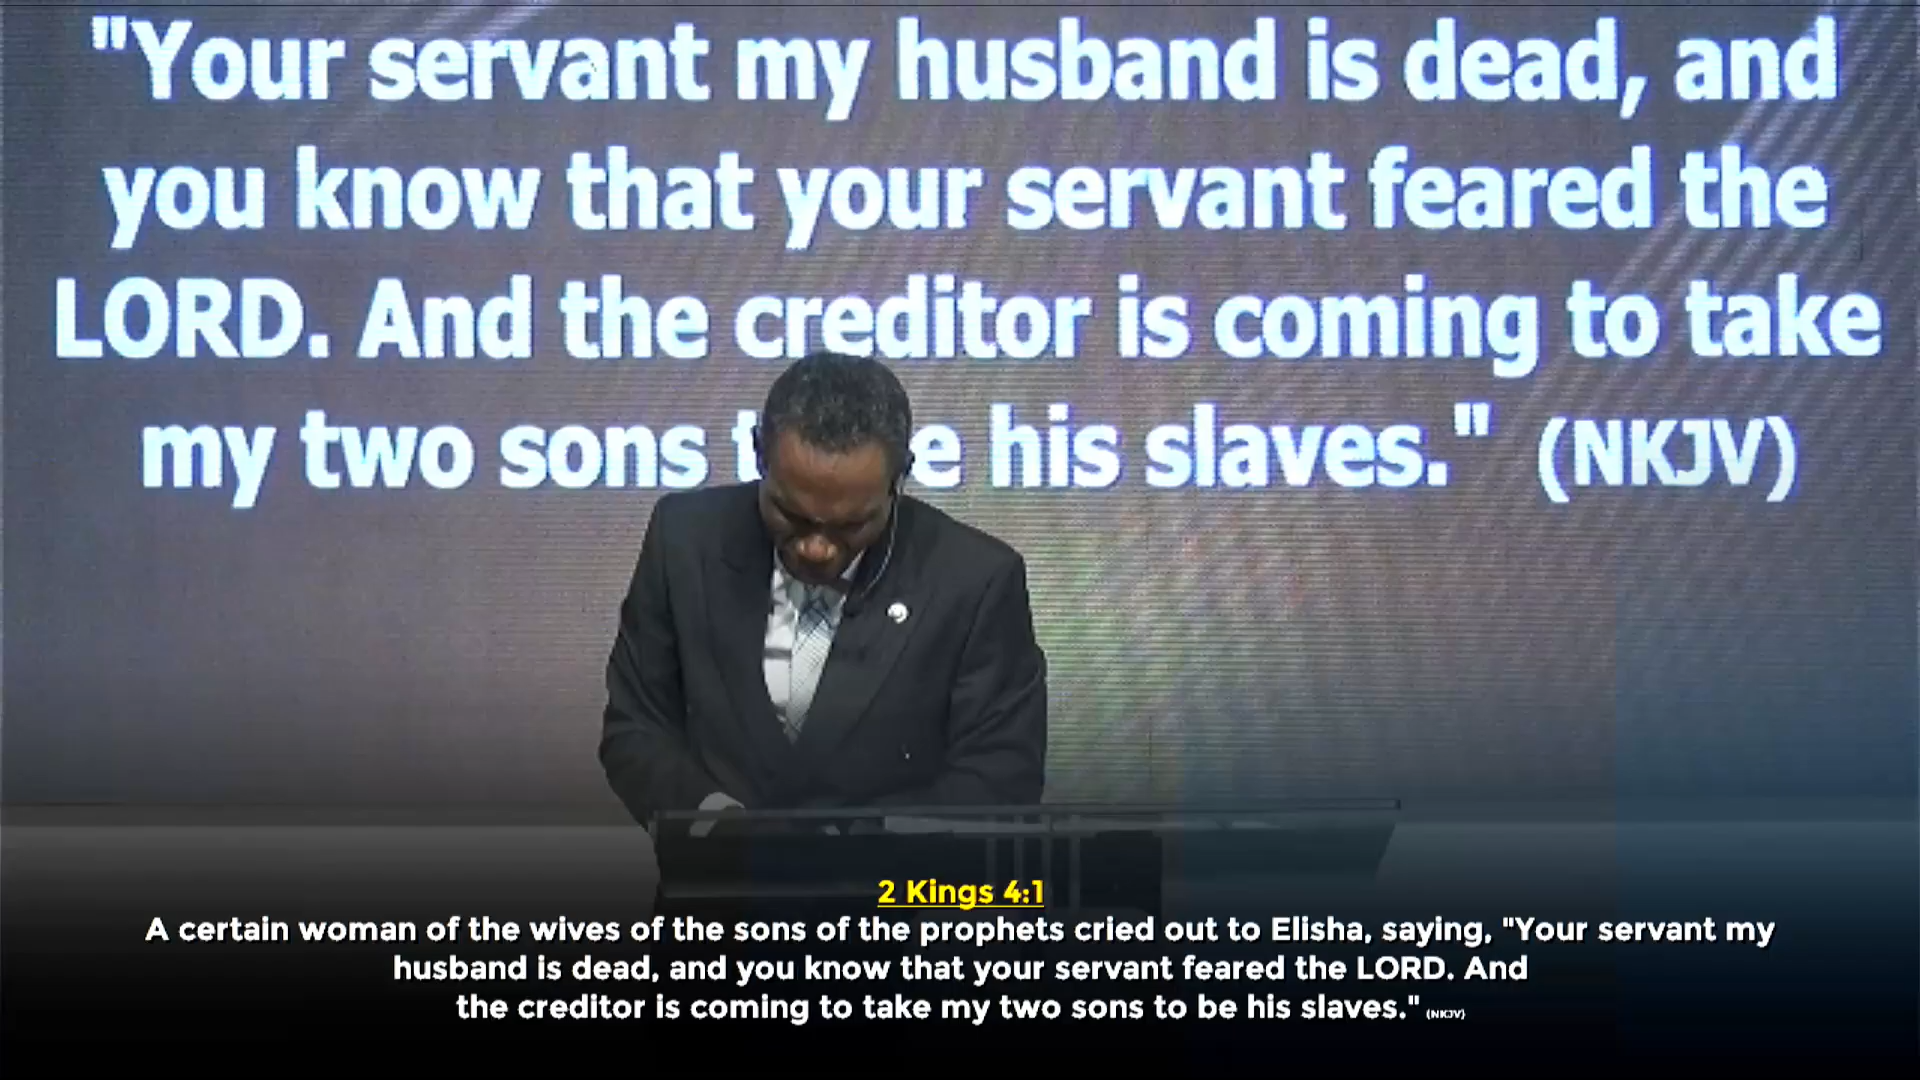 "Your servant my husband is dead, and
you know that your servant feared the
LORD. And the creditor is coming to take
my two sons his slaves." (NKJV)
2 Kings 4:1
A certain woman of the wives of the sons of the prophets cried out to Elisha, saying, "Your servant my
husband is dead, and you know that your servant feared the LORD. And
the creditor is coming to take my two sons to be his slaves." (NKJV)